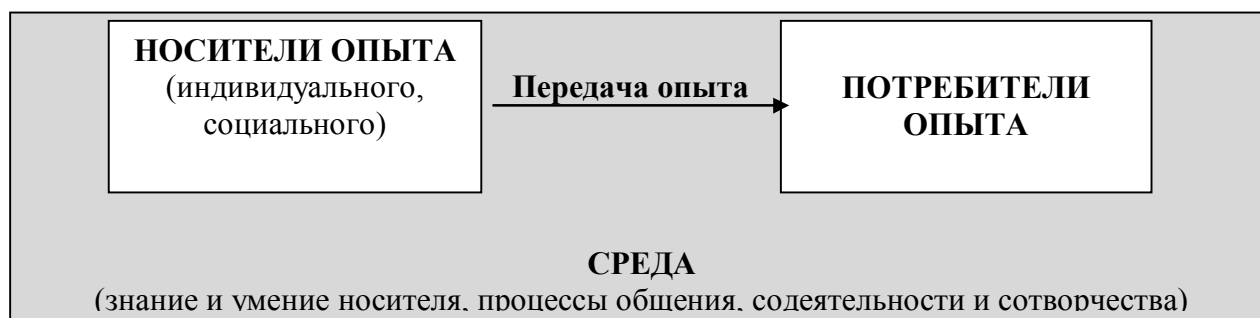 НОСИТЕЛИ ОПЫТА
(индивидуального,
социального)
Передача опыта
ПОТРЕБИТЕЛИ
ОПЫТА
СРЕДА
(знание и умение носителя, процессы общения, содеятельности и сотворчества)